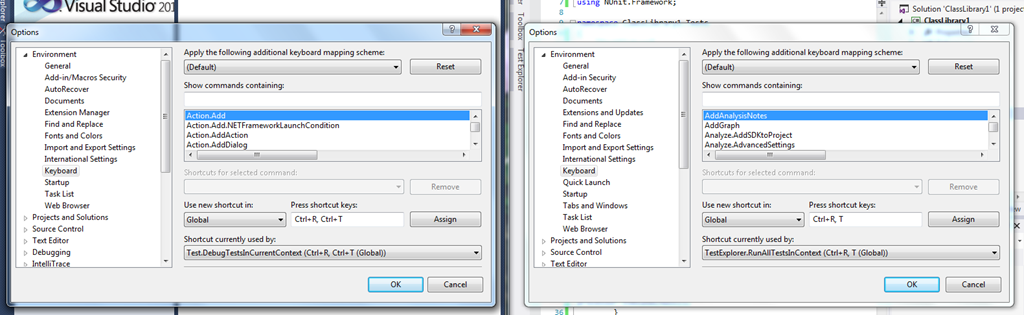 Visual Studio 201
Options
Environment
General
Add-in/Macros Security
AutoRecover
Documents
Extension Manager
Find and Replace
Fonts and Colors
Import and Export Settings
International Settings
Keyboard
Startup
Task List
Web Browser
Projects and Solutions
Source Control
Text Editor
Debugging
IntelliTrace
Apply the following additional keyboard mapping scheme:
(Default)
Reset
Show commands containing:
Action.Add
Action.Add.NETFrameworkLaunchCondition
Action.AddAction
Action.AddDialog
Shortcuts for selected command:
Remove
Use new shortcut in:
Press shortcut keys:
Global
Ctrl+R, Ctrl+T
Assign
Shortcut currently used by:
Test.DebugTestsInCurrentContext (Ctrl+R, Ctrl+T (Global))
OK
Cancel
Toolbox
Test Explorer
7
using NUnit.Framework;
8
namespace ClassLibrary1.Tests
Solution 'ClassLibrary1' (1 projec
ClassLibrary1
Options
Environment
General
Add-in Security
AutoRecover
Documents
Extensions and Updates
Find and Replace
Fonts and Colors
Import and Export Settings
International Settings
Keyboard
Quick Launch
Startup
Tabs and Windows
Task List
Web Browser
Projects and Solutions
Source Control
Text Editor
Apply the following additional keyboard mapping scheme:
(Default)
Reset
Show commands containing:
AddAnalysisNotes
AddGraph
Analyze.AddSDKtoProject
Analyze.AdvancedSettings
Shortcuts for selected command:
Remove
Use new shortcut in:
Press shortcut keys:
Global
Ctrl+R, T
Assign
Shortcut currently used by:
TestExplorer.RunAllTestsInContext (Ctrl+R, T (Global))
OK
Cancel
36
}